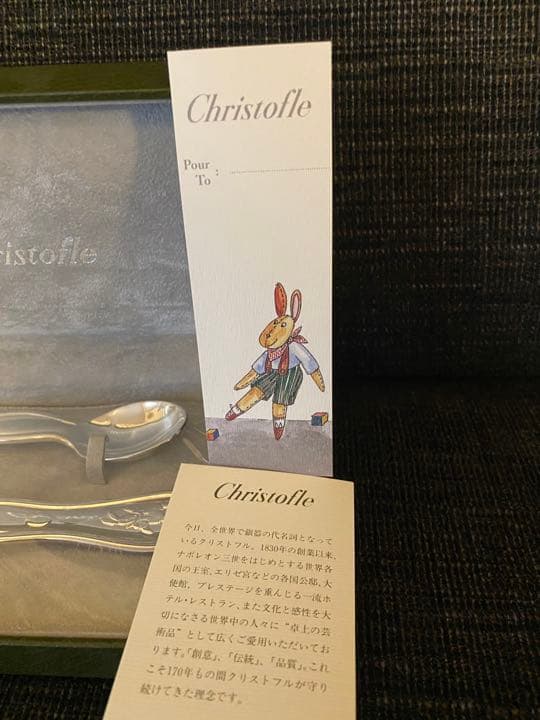 Christofle
Pour
To :
ristofle
Christofle
今日、全世界で銀器の代名詞となって
いるクリストフル。1830年の創業以来、
ナポレオン三世をはじめとする世界各
国の王室、エリゼ宮などの各国公邸、大
使館、プレステージを重んじる一流ホ
テル・レストラン、また文化と感性を大
切になさる世界中の人々に“卓上の芸
術品”として広くご愛用いただいてお
ります。「創意」、「伝統」、「品質」。これ
こそ170年もの間クリストフルが守り
続けてきた理念です。